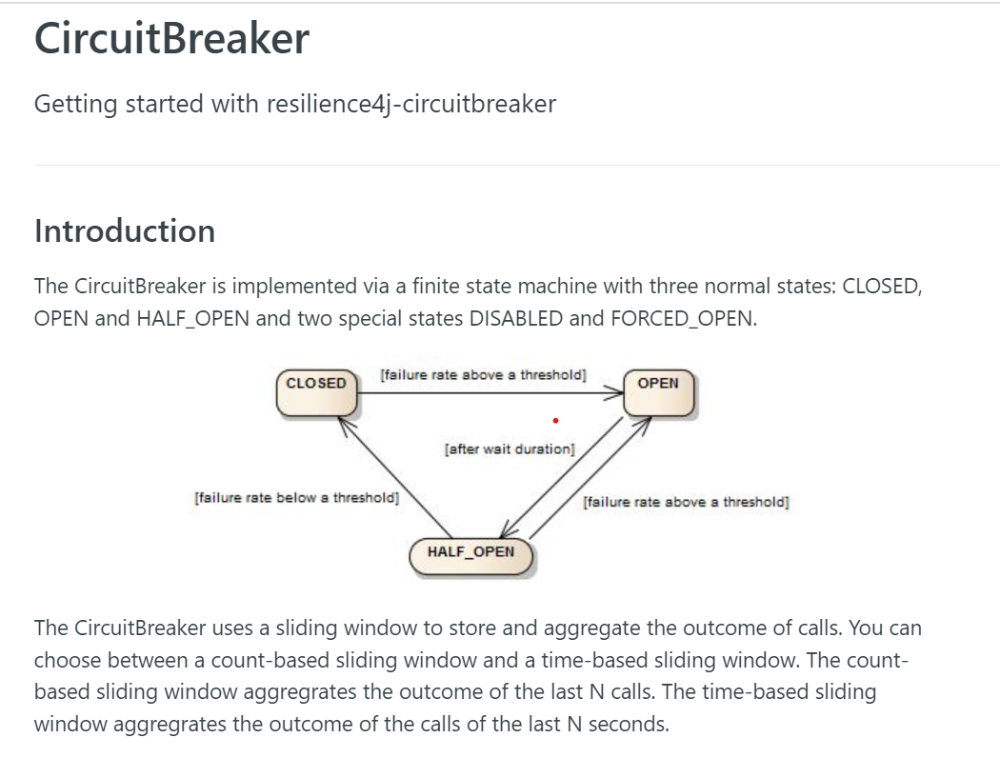 CircuitBreaker
Getting started with resilience4j-circuitbreaker
Introduction
The CircuitBreaker is implemented via a finite state machine with three normal states: CLOSED,
OPEN and HALF_OPEN and two special states DISABLED and FORCED_OPEN.
CLOSED
[failure rate above a threshold]
OPEN
[after wait duration]
[failure rate below a threshold]
[failure rate above a threshold]
HALF_OPEN
The CircuitBreaker uses a sliding window to store and aggregate the outcome of calls. You can
choose between a count-based sliding window and a time-based sliding window. The count-
based sliding window aggregrates the outcome of the last N calls. The time-based sliding
window aggregrates the outcome of the calls of the last N seconds.